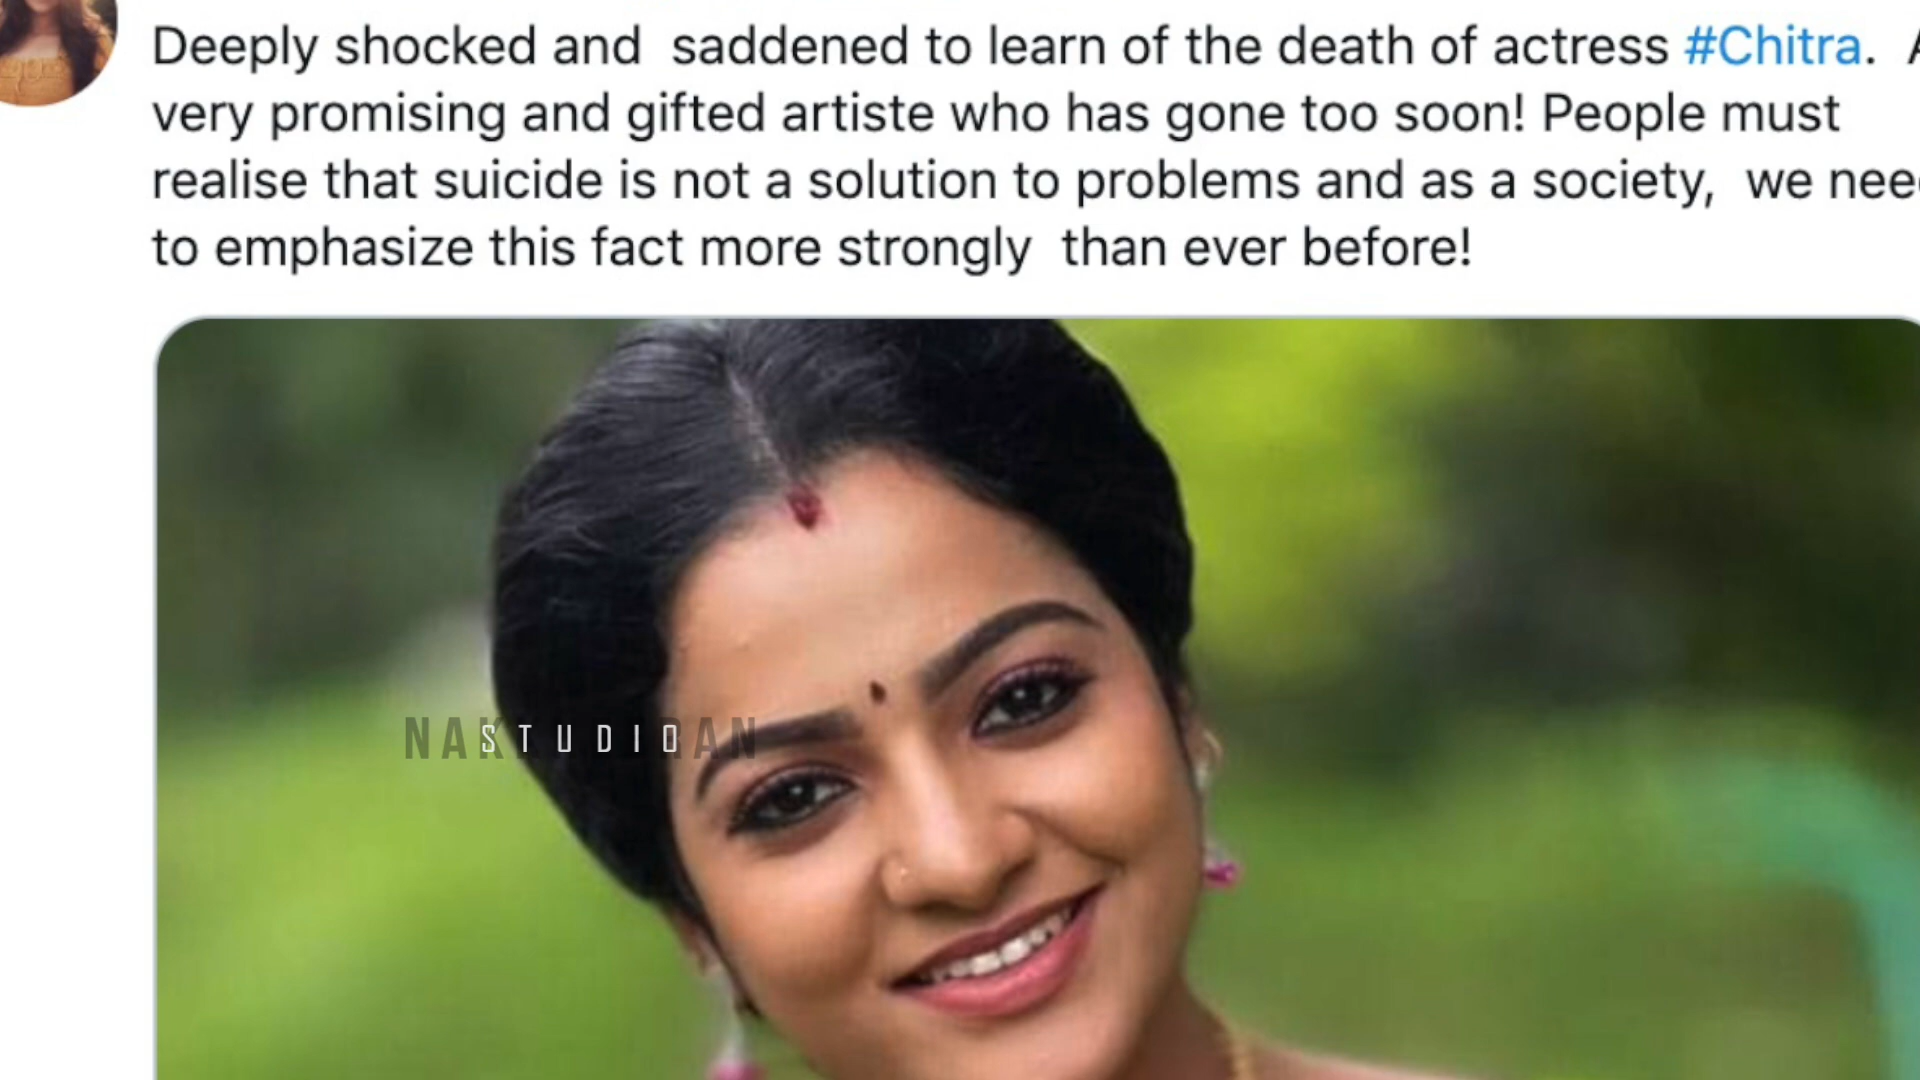 Deeply shocked and saddened to learn of the death of actress #Chitra. A
very promising and gifted artiste who has gone too soon! People must
realise that suicide is not a solution to problems and as a society, we need
to emphasize this fact more strongly than ever before!
STUDIO